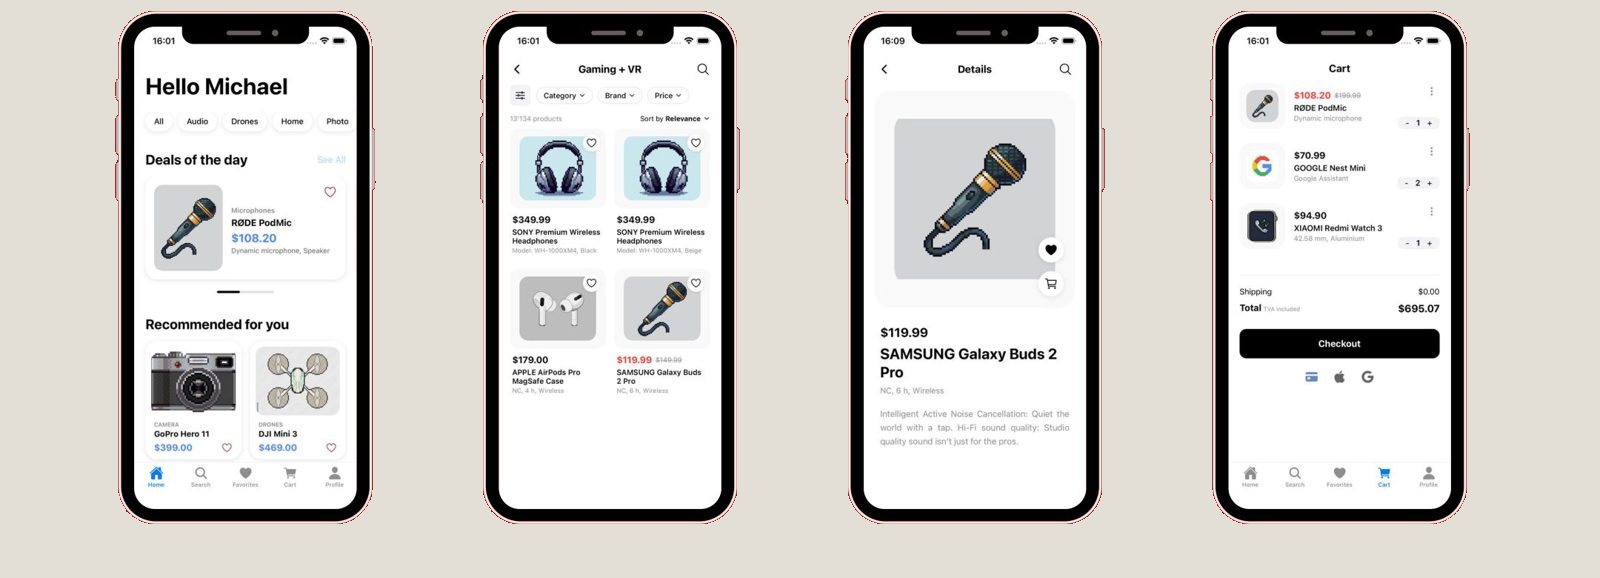 16:01
Hello Michael
All
Audio
Drones
Home
Photo
Deals of the day
See All
Microphones
RØDE PodMic
$108.20
Dynamic microphone, Speaker
Recommended for you
CAMERA
GoPro Hero 11
$399.00
DRONES
DJI Mini 3
$469.00
Home
Search
Favorites
Cart
Profile
16:01
Gaming + VR
Category
Brand
Price
13'134 products
Sort by Relevance
$349.99
SONY Premium Wireless
Headphones
Model: WH-1000XM4, Black
$349.99
SONY Premium Wireless
Headphones
Model: WH-1000XM4, Beige
$179.00
APPLE AirPods Pro
MagSafe Case
NC, 4 h, Wireless
$119.99 $149.99
SAMSUNG Galaxy Buds
2 Pro
NC, 6 h, Wireless
16:09
Details
$119.99
SAMSUNG Galaxy Buds 2
Pro
NC, 6 h, Wireless
Intelligent Active Noise Cancellation: Quiet the
world with a tap. Hi-Fi sound quality: Studio
quality sound isn't just for the pros.
16:01
Cart
$108.20 $199.99
RØDE PodMic
Dynamic microphone
- 1 +
$70.99
GOOGLE Nest Mini
Google Assistant
- 2 +
$94.90
XIAOMI Redmi Watch 3
42.58 mm, Aluminium
- 1 +
Shipping
$0.00
Total TVA included
$695.07
Checkout
Home
Search
Favorites
Cart
Profile